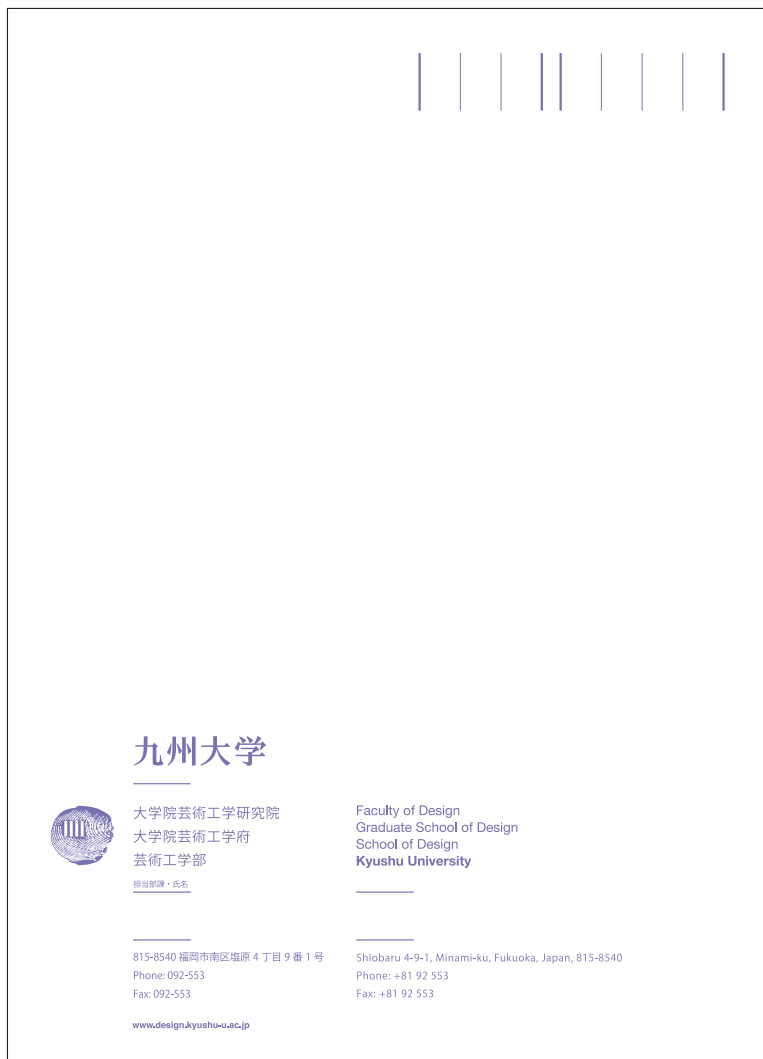 九州大学
大学院芸術工学研究院
大学院芸術工学府
芸術工学部
担当部課・氏名
Faculty of Design
Graduate School of Design
School of Design
Kyushu University
815-8540 福岡市南区塩原 4 丁目 9 番 1 号
Phone: 092-553
Fax: 092-553
www.design.kyushu-u.ac.jp
Shiobaru 4-9-1, Minami-ku, Fukuoka, Japan, 815-8540
Phone: +81 92 553
Fax: +81 92 553